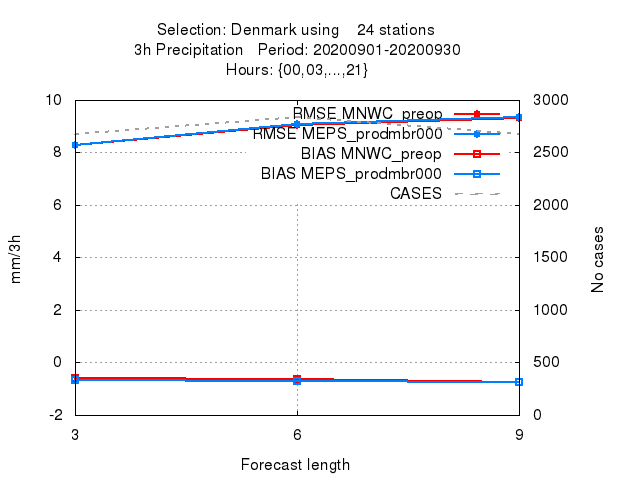 Selection: Denmark using    24 stations
3h Precipitation   Period: 20200901-20200930
Hours: {00,03,...,21}
RMSE MNWC_preop
RMSE MEPS_prodmbr000
BIAS MNWC_preop
BIAS MEPS_prodmbr000
CASES
10
8
6
4
2
0
-2
3000
2500
2000
1500
1000
500
0
mm/3h
No cases
3
6
9
Forecast length